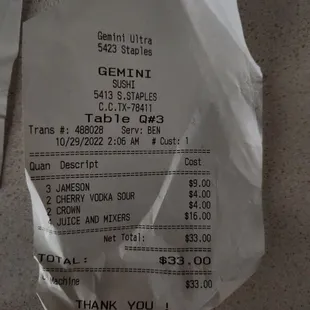 Gemini Ultra
5423 Staples
GEMINI
SUSHI
5413 S.STAPLES
C.C.TX-78411
Table Q#3
Trans #: 488028 Serv: BEN
10/29/2022 2:06 AM # Cust: 1
Quan Descript Cost
3 JAMESON $9.00
2 CHERRY VODKA SOUR $4.00
2 CROWN $4.00
4 JUICE AND MIXERS $16.00
Net Total: $33.00
TOTAL: $33.00
Machine $33.00
THANK YOU !